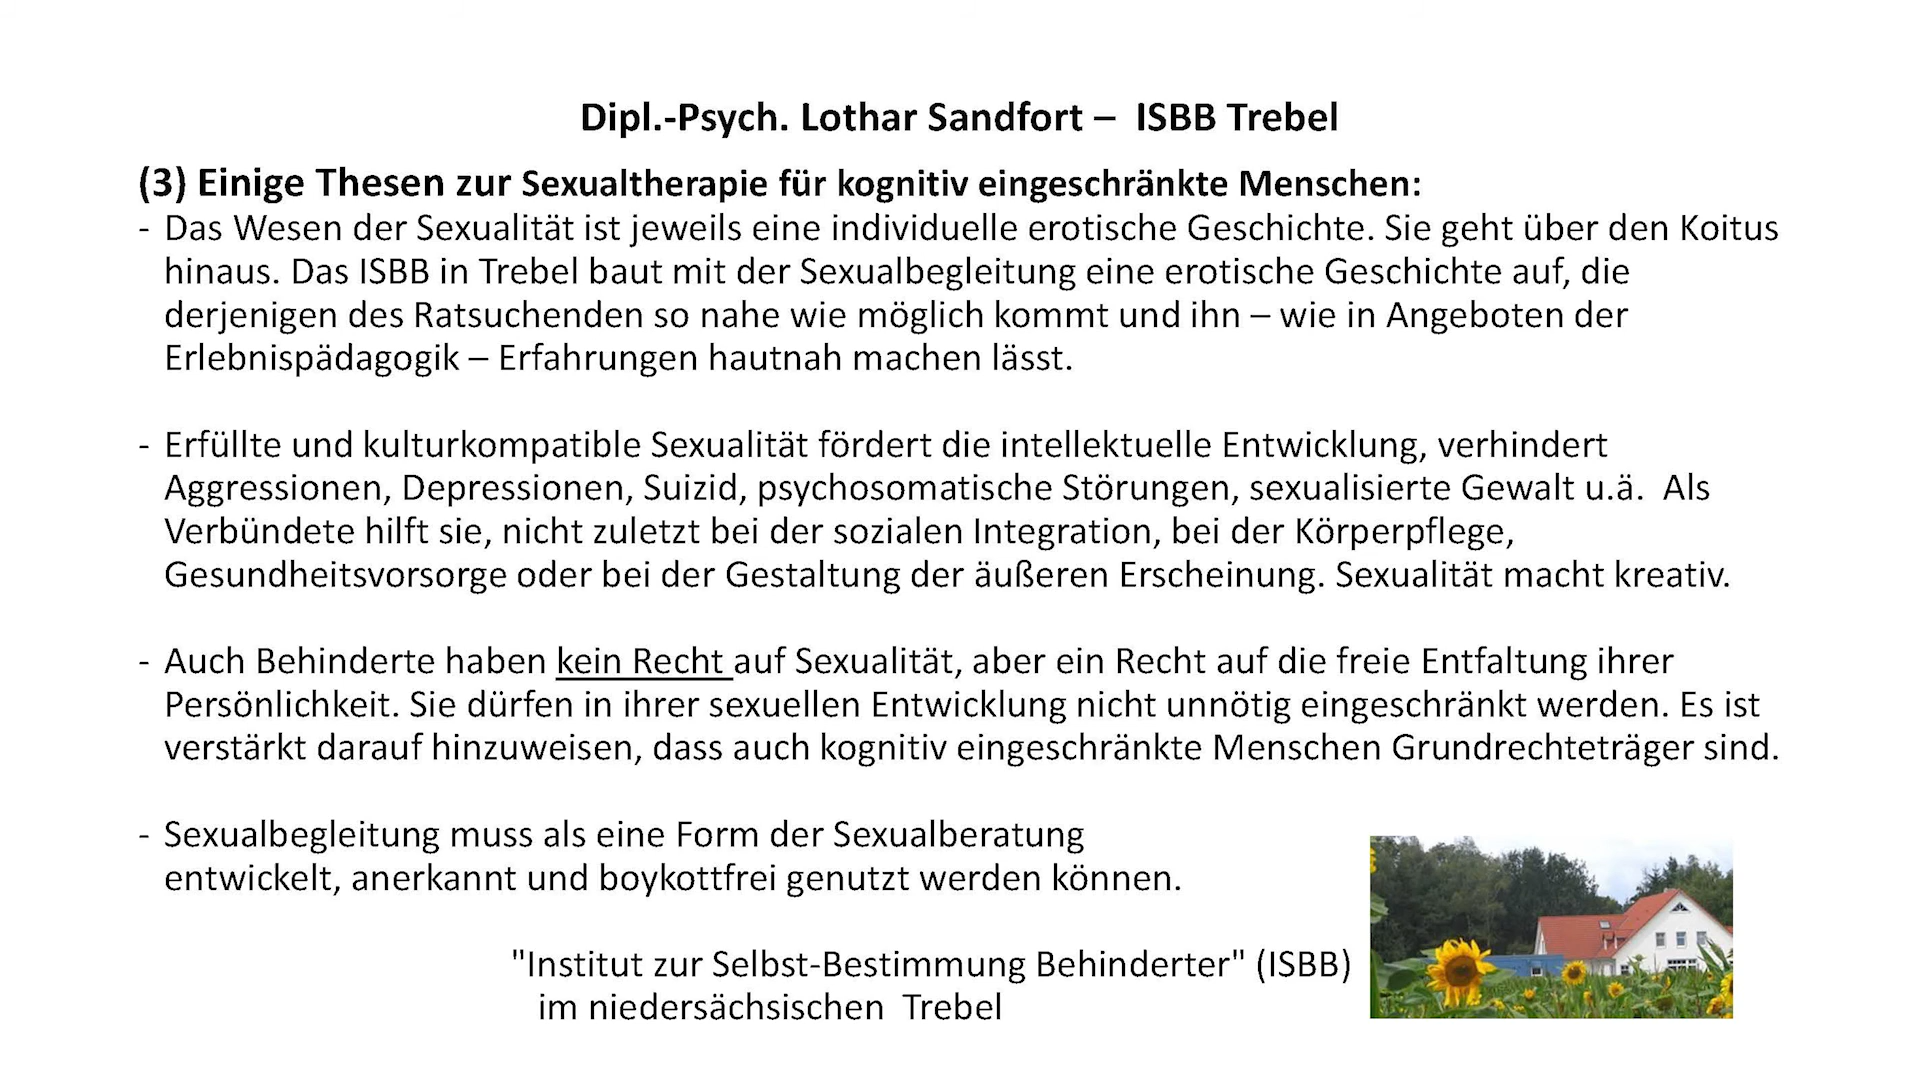 Dipl.-Psych. Lothar Sandfort – ISBB Trebel
(3) Einige Thesen zur Sexualtherapie für kognitiv eingeschränkte Menschen:
- Das Wesen der Sexualität ist jeweils eine individuelle erotische Geschichte. Sie geht über den Koitus
hinaus. Das ISBB in Trebel baut mit der Sexualbegleitung eine erotische Geschichte auf, die
derjenigen des Ratsuchenden so nahe wie möglich kommt und ihn – wie in Angeboten der
Erlebnispädagogik – Erfahrungen hautnah machen lässt.
- Erfüllte und kulturkompatible Sexualität fördert die intellektuelle Entwicklung, verhindert
Aggressionen, Depressionen, Suizid, psychosomatische Störungen, sexualisierte Gewalt u.ä. Als
Verbündete hilft sie, nicht zuletzt bei der sozialen Integration, bei der Körperpflege,
Gesundheitsvorsorge oder bei der Gestaltung der äußeren Erscheinung. Sexualität macht kreativ.
- Auch Behinderte haben kein Recht auf Sexualität, aber ein Recht auf die freie Entfaltung ihrer
Persönlichkeit. Sie dürfen in ihrer sexuellen Entwicklung nicht unnötig eingeschränkt werden. Es ist
verstärkt darauf hinzuweisen, dass auch kognitiv eingeschränkte Menschen Grundrechteträger sind.
- Sexualbegleitung muss als eine Form der Sexualberatung
entwickelt, anerkannt und boykottfrei genutzt werden können.
"Institut zur Selbst-Bestimmung Behinderter" (ISBB)
im niedersächsischen Trebel